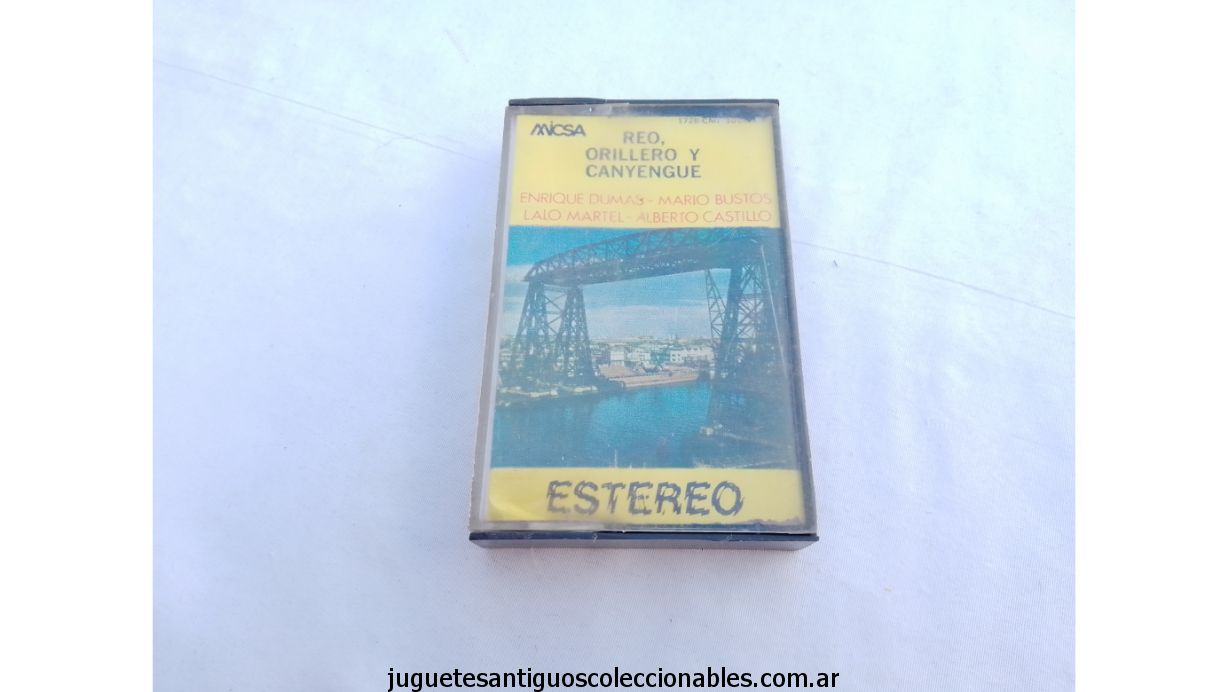 MICSA
REO,
ORILLERO Y
CANYENGUE
ENRIQUE DUMAS - MARIO BUSTOS
LALO MARTEL - ALBERTO CASTILLO
ESTEREO
juguetesantiguoscoleccionables.com.ar